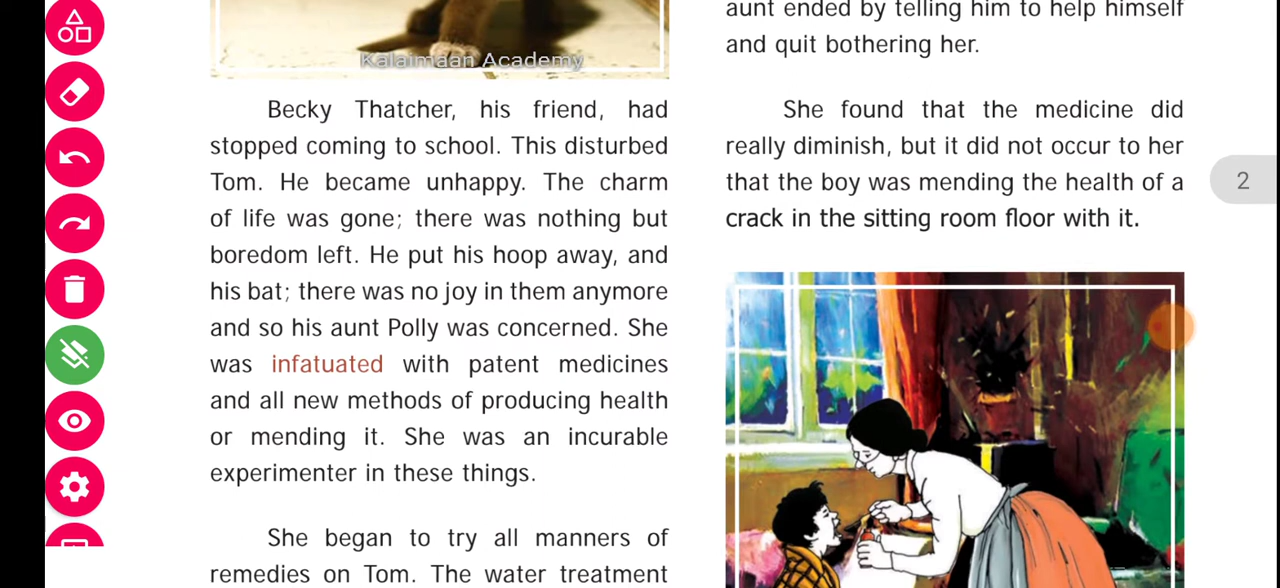 Kalaimaan Academy
Becky Thatcher, his friend, had
stopped coming to school. This disturbed
Tom. He became unhappy. The charm
of life was gone; there was nothing but
boredom left. He put his hoop away, and
his bat; there was no joy in them anymore
and so his aunt Polly was concerned. She
was infatuated with patent medicines
and all new methods of producing health
or mending it. She was an incurable
experimenter in these things.
She began to try all manners of
remedies on Tom. The water treatment
aunt ended by telling him to help himself
and quit bothering her.
She found that the medicine did
really diminish, but it did not occur to her
that the boy was mending the health of a
crack in the sitting room floor with it.
2